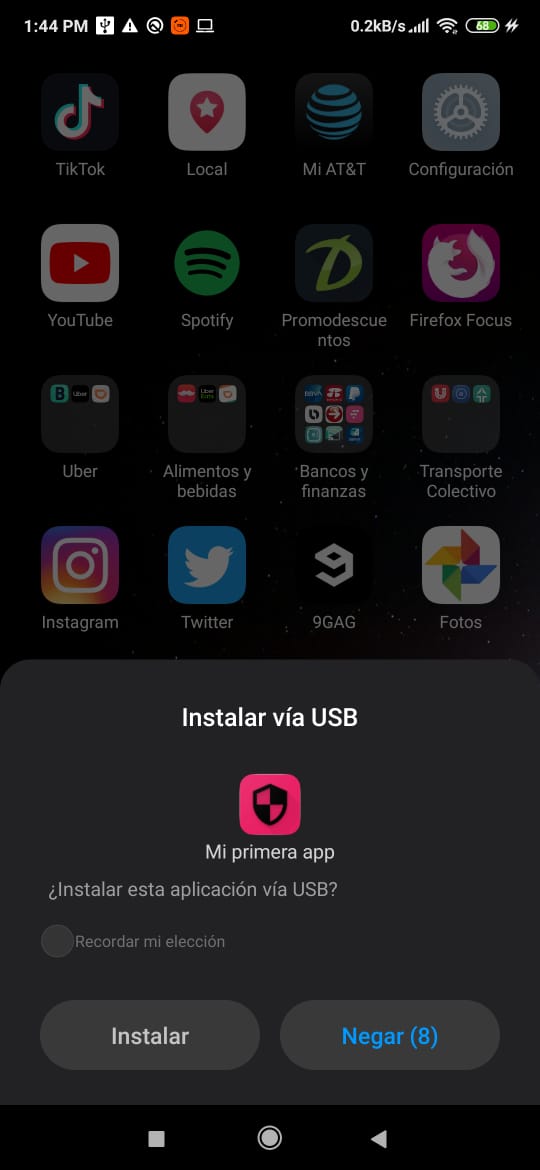 1:44 PM
0.2kB/s
68
TikTok
Local
Mi AT&T
Configuración
YouTube
Spotify
Promodescue
ntos
Firefox Focus
Uber
Alimentos y
bebidas
Bancos y
finanzas
Transporte
Colectivo
Instagram
Twitter
9GAG
Fotos
Instalar vía USB
Mi primera app
¿Instalar esta aplicación vía USB?
Recordar mi elección
Instalar
Negar (8)